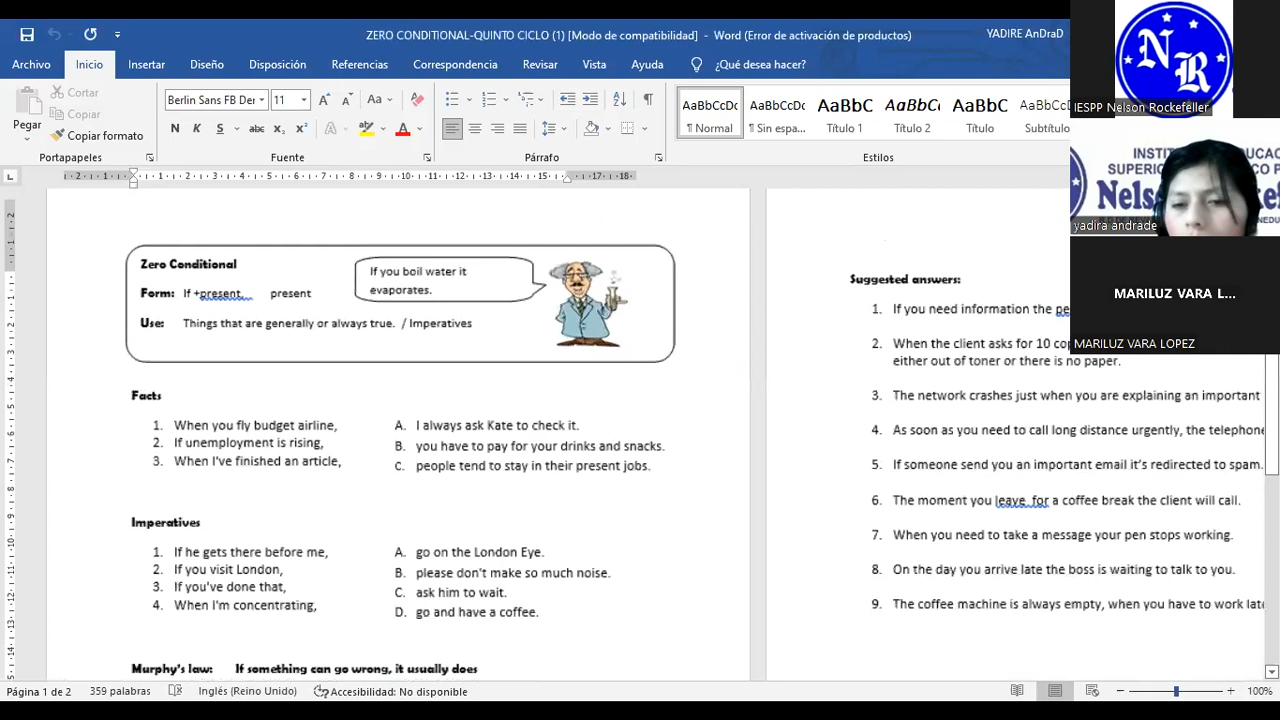 ZERO CONDITIONAL-QUINTO CICLO (1) [Modo de compatibilidad] - Word (Error de activación de productos)
YADIRE AnDraD
Archivo Inicio Insertar Diseño Disposición Referencias Correspondencia Revisar Vista Ayuda ¿Qué desea hacer?
Pegar
Cortar
Copiar
Copiar formato
Portapapeles
Berlin Sans FB Der 11
Aa
N K S abc x₂ x² A A
Fuente
Párrafo
AaBbCcDc AaBbCcDc AaBbC AaBbCcC AaBbC AaBbCcC
¶ Normal ¶ Sin espa... Título 1 Título 2 Título Subtítulo
Estilos
NR
IESPP Nelson Rockefeller
yadira andrade
MARILUZ VARA L...
MARILUZ VARA LOPEZ
Zero Conditional
Form: If +present, present
Use: Things that are generally or always true. / Imperatives
If you boil water it
evaporates.
Facts
1. When you fly budget airline,
2. If unemployment is rising,
3. When I've finished an article,
A. I always ask Kate to check it.
B. you have to pay for your drinks and snacks.
C. people tend to stay in their present jobs.
Imperatives
1. If he gets there before me,
2. If you visit London,
3. If you've done that,
4. When I'm concentrating,
A. go on the London Eye.
B. please don't make so much noise.
C. ask him to wait.
D. go and have a coffee.
Murphy's law: If something can go wrong, it usually does
Suggested answers:
1. If you need information the pe
2. When the client asks for 10 cop
either out of toner or there is no paper.
3. The network crashes just when you are explaining an important
4. As soon as you need to call long distance urgently, the telephone
5. If someone send you an important email it's redirected to spam.
6. The moment you leave for a coffee break the client will call.
7. When you need to take a message your pen stops working.
8. On the day you arrive late the boss is waiting to talk to you.
9. The coffee machine is always empty, when you have to work late
Página 1 de 2 359 palabras Inglés (Reino Unido) Accesibilidad: No disponible 100%